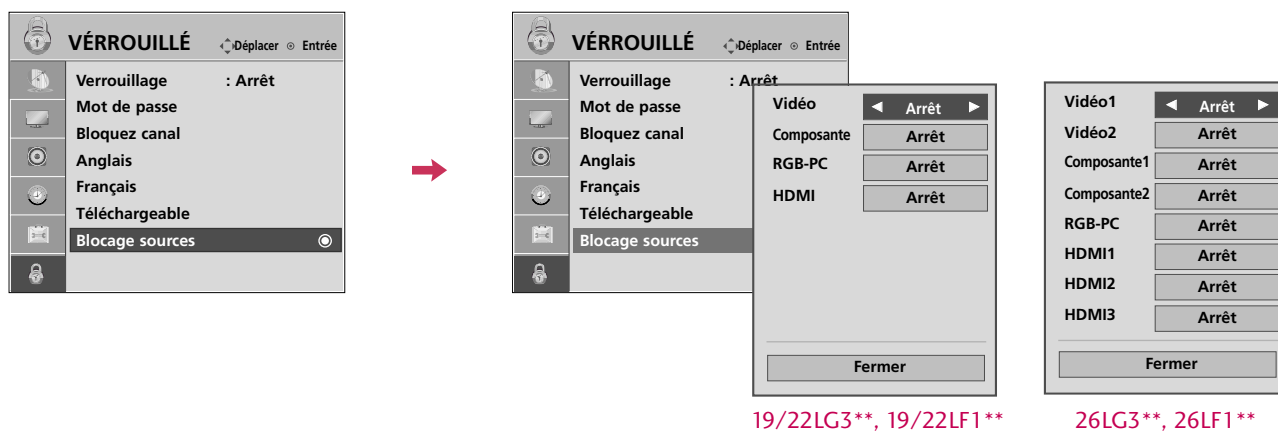 VÉRROUILLÉ Déplacer Entrée
Verrouillage : Arrêt
Mot de passe
Bloquez canal
Anglais
Français
Téléchargeable
Blocage sources
VÉRROUILLÉ Déplacer Entrée
Verrouillage : Arrêt
Mot de passe
Bloquez canal
Anglais
Français
Téléchargeable
Blocage sources
Vidéo ◀ Arrêt ▶
Composante Arrêt
RGB-PC Arrêt
HDMI Arrêt
Fermer
19/22LG3**, 19/22LF1**
Vidéo1 ◀ Arrêt ▶
Vidéo2 Arrêt
Composante1 Arrêt
Composante2 Arrêt
RGB-PC Arrêt
HDMI1 Arrêt
HDMI2 Arrêt
HDMI3 Arrêt
Fermer
26LG3**, 26LF1**